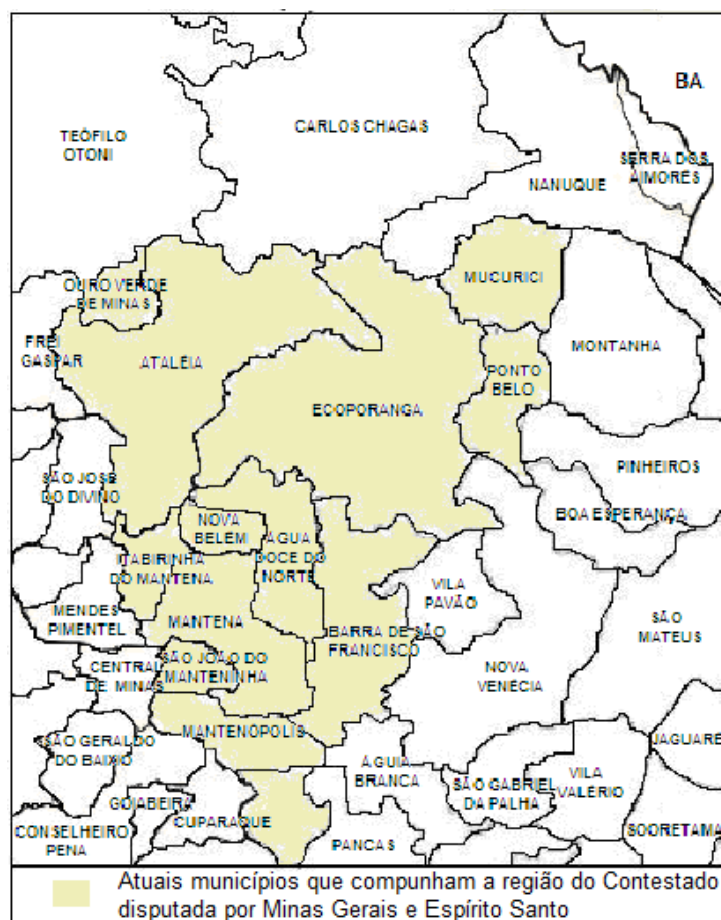 BA
CARLOS CHAGAS
TEÓFILO
OTONI
SERRA DOS
AIMORÉS
NANUQUE
OURO VERDE
DE MINAS
MUCURICI
FREI
GASPAR
ATALÉIA
MONTANHA
PONTO
BELO
ECOPORANGA
PINHEIROS
SÃO JOSÉ
DO DIVINO
BOA ESPERANÇA
NOVA
BELÉM
ÁGUA
DOCE DO
NORTE
ITABIRINHA
DO MANTENA
VILA
PAVÃO
MENDES
PIMENTEL
MANTENA
BARRA DE SÃO
FRANCISCO
SÃO
MATEUS
CENTRAL
DE MINAS
SÃO JOÃO DO
MANTENINHA
NOVA
VENÉCIA
MANTENÓPOLIS
SÃO GERALDO
DO BAIXO
JAGUARÉ
ÁGUIA
BRANCA
SÃO GABRIEL
DA PALHA
VILA
VALÉRIO
GOIABEIRA
CUPARAQUE
CONSELHEIRO
PENA
PANCAS
SOORETAMA
Atuais municípios que compunham a região do Contestado
disputada por Minas Gerais e Espírito Santo